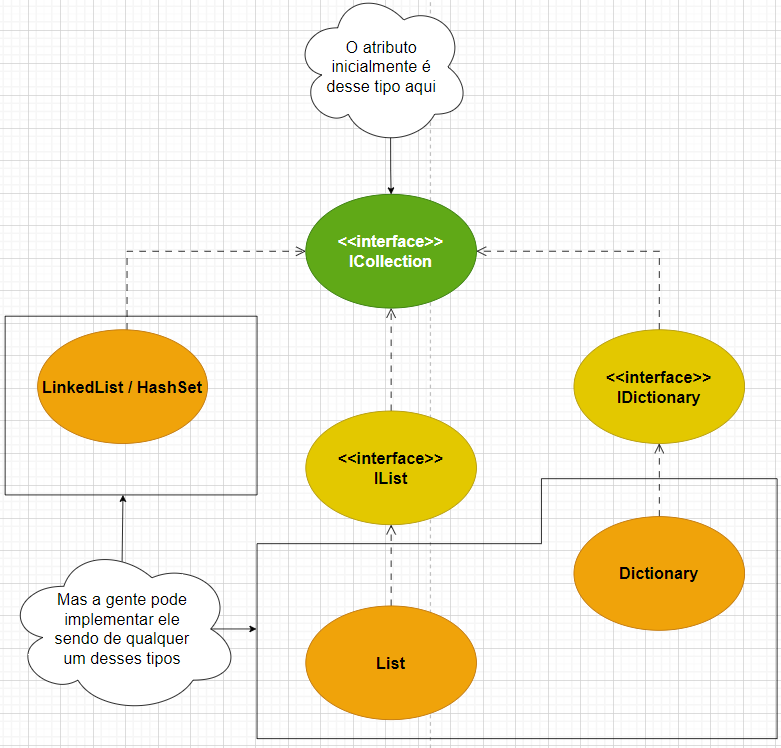 O atributo
inicialmente é
desse tipo aqui
<<interface>>
ICollection
LinkedList / HashSet
<<interface>>
IDictionary
<<interface>>
IList
Dictionary
Mas a gente pode
implementar ele
sendo de qualquer
um desses tipos
List